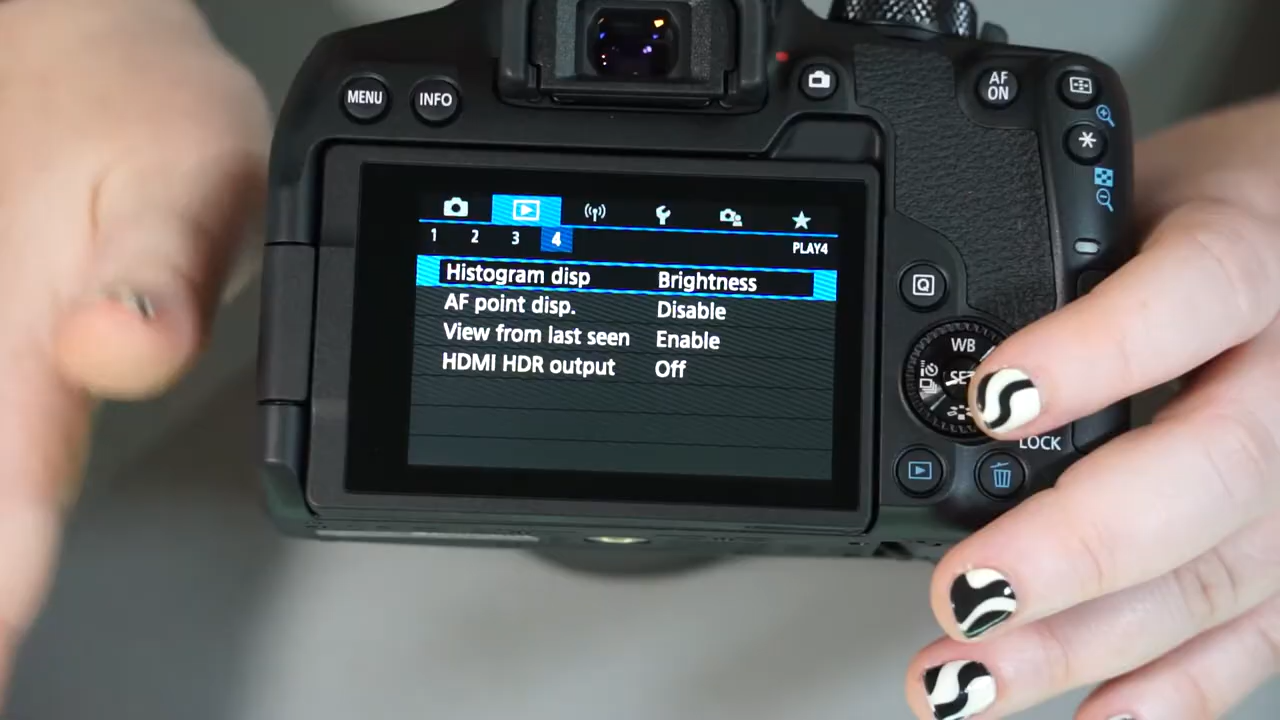 MENU
INFO
AF
ON
1 2 3 4
PLAY4
Histogram disp Brightness
AF point disp. Disable
View from last seen Enable
HDMI HDR output Off
Q
WB
LOCK